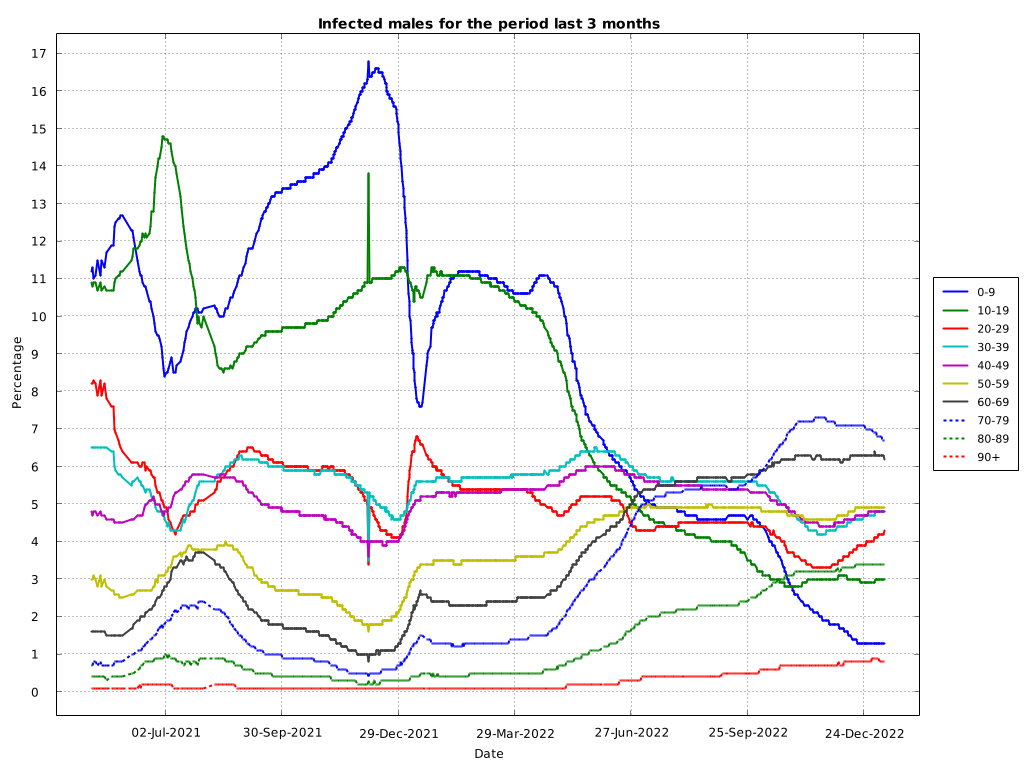 Infected males for the period last 3 months
17
16
15
14
13
12
11
10
9
8
7
6
5
4
3
2
1
0
Percentage
02-Jul-2021
30-Sep-2021
29-Dec-2021
29-Mar-2022
27-Jun-2022
25-Sep-2022
24-Dec-2022
Date
0-9
10-19
20-29
30-39
40-49
50-59
60-69
70-79
80-89
90+